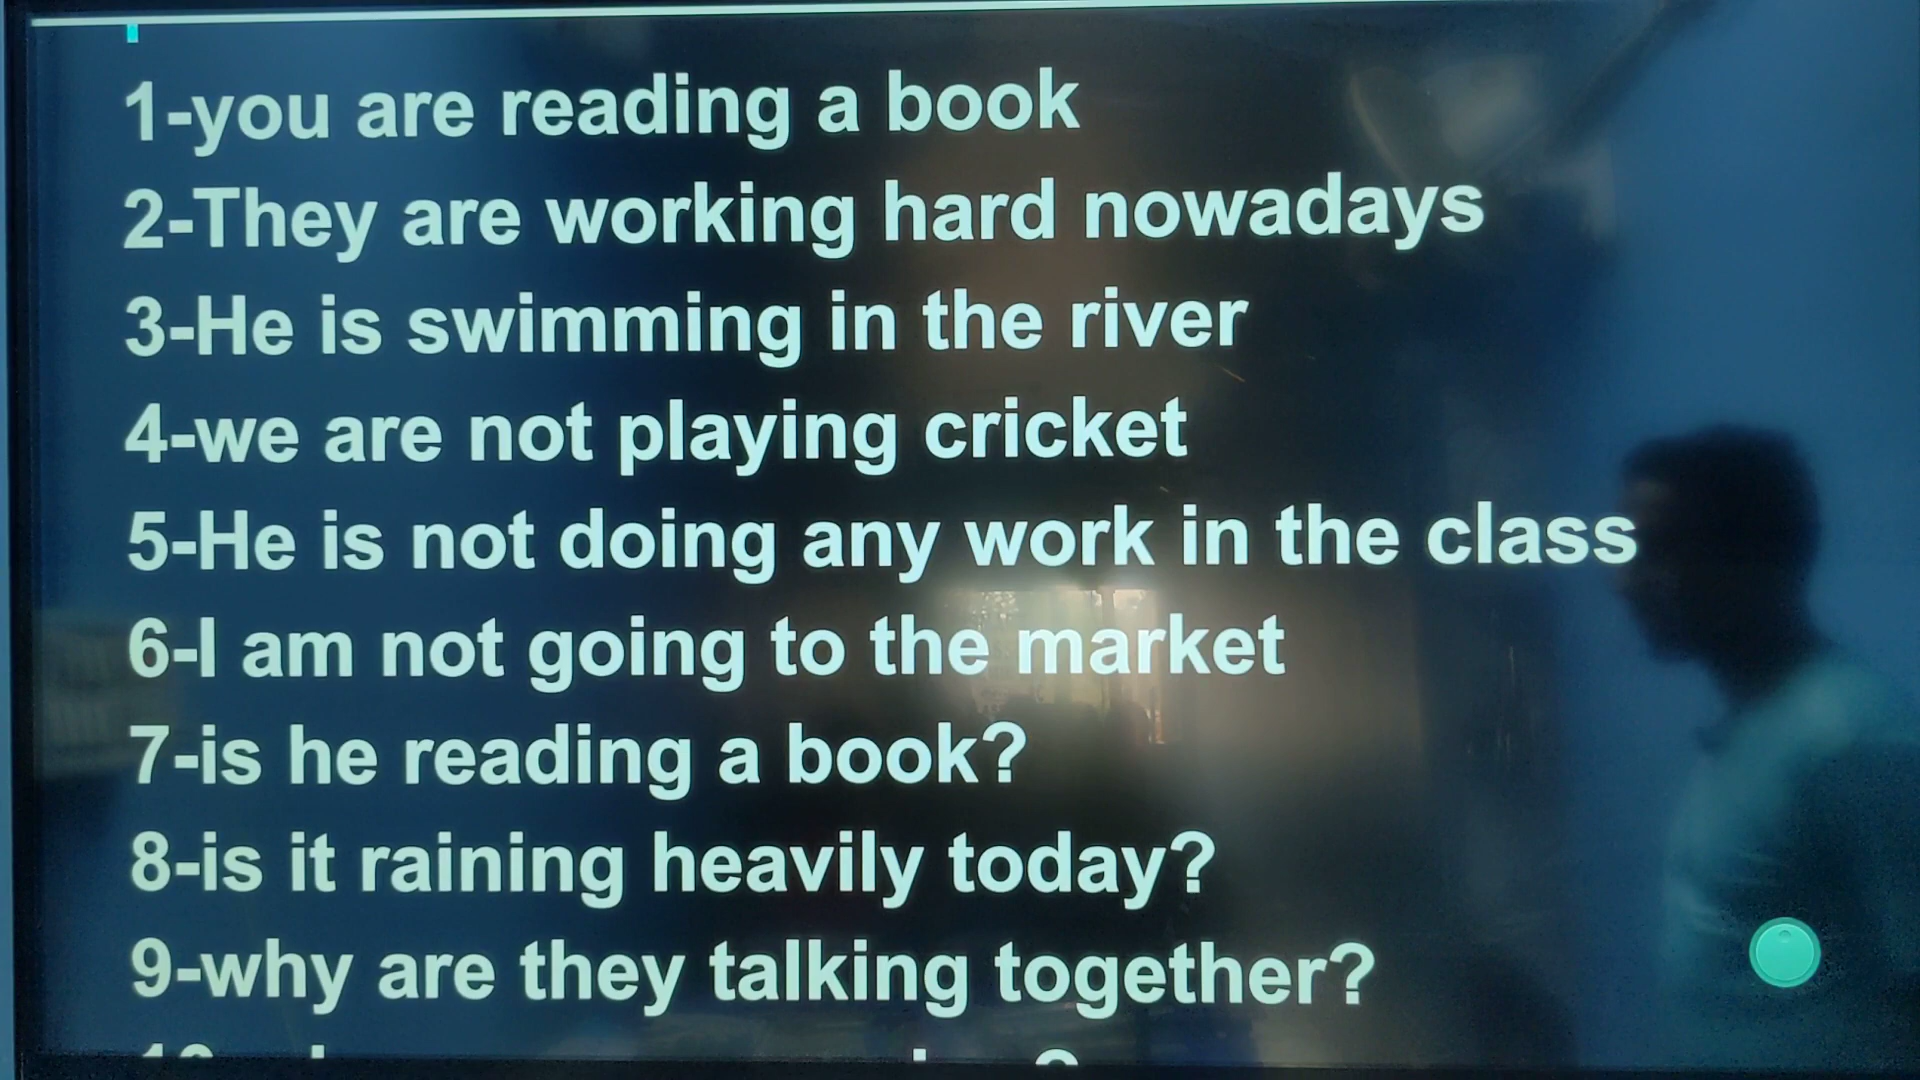 1-you are reading a book
2-They are working hard nowadays
3-He is swimming in the river
4-we are not playing cricket
5-He is not doing any work in the class
6-I am not going to the market
7-is he reading a book?
8-is it raining heavily today?
9-why are they talking together?